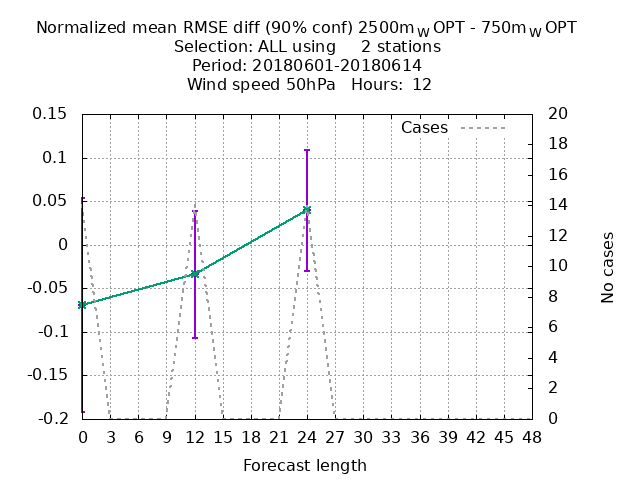 Normalized mean RMSE diff (90% conf) 2500m_W OPT - 750m_W OPT
Selection: ALL using 2 stations
Period: 20180601-20180614
Wind speed 50hPa Hours: 12
Cases
0.15
0.1
0.05
0
-0.05
-0.1
-0.15
-0.2
20
18
16
14
12
10
8
6
4
2
0
No cases
0 3 6 9 12 15 18 21 24 27 30 33 36 39 42 45 48
Forecast length